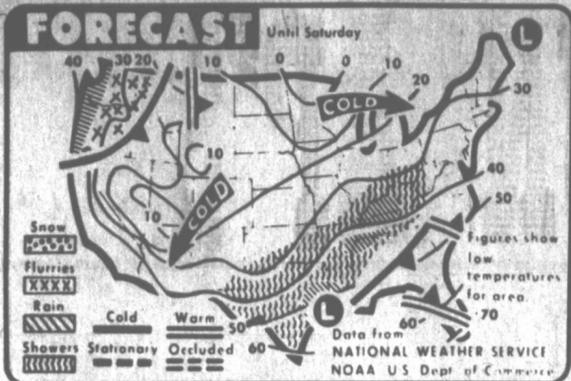 FORECAST
Until Saturday
L
40 30 20 10 0 0 10 20 30
COLD
10
40
50
COLD
10
Snow
Flurries
Rain
Showers
Cold Warm
Stationary Occluded
50
60
L
Figures show
low
temperatures
for area.
70
60
Data from
NATIONAL WEATHER SERVICE
NOAA US Dept of Commerce